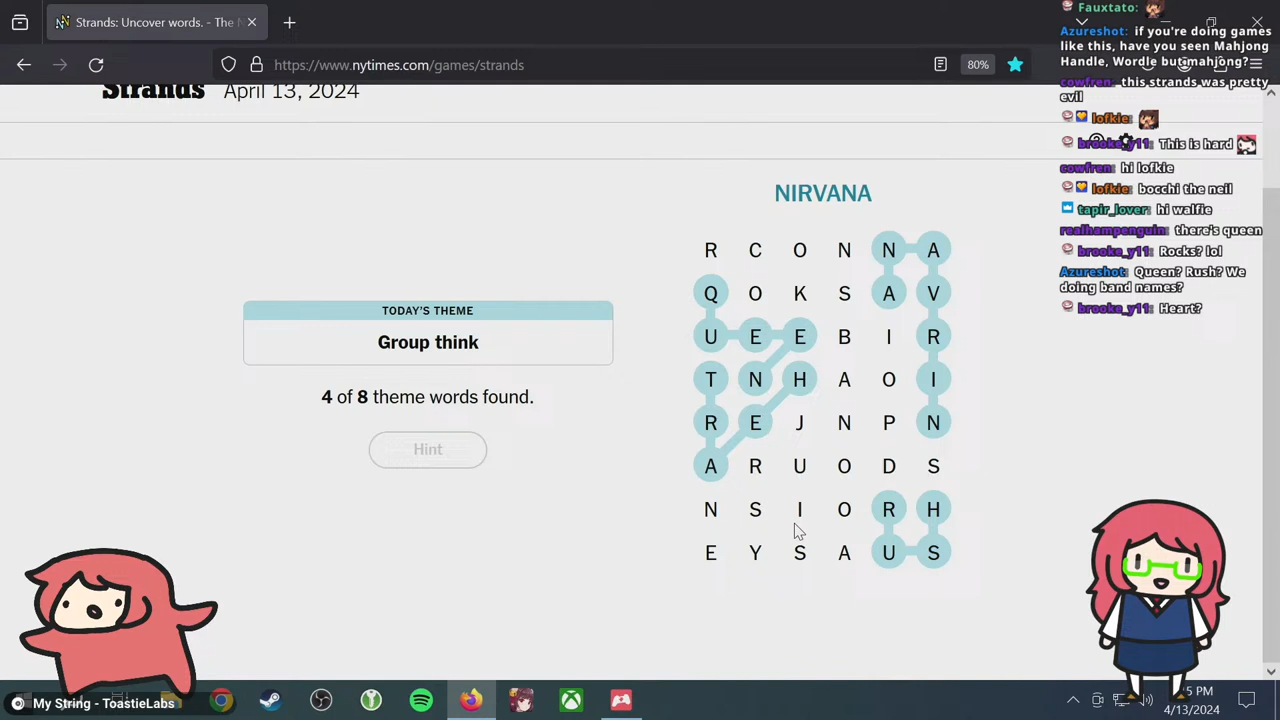 Strands: Uncover words. - The N
https://www.nytimes.com/games/strands
80%
Strands April 13, 2024
NIRVANA
TODAY'S THEME
Group think
4 of 8 theme words found.
Hint
R C O N N A
Q O K S A V
U E E B I R
T N H A O I
R E J N P N
A R U O D S
N S I O R H
E Y S A U S
Fauxtato:
Azureshot: if you're doing games
like this, have you seen Mahjong
Handle, Wordle but mahjong?
cowfren: this strands was pretty
evil
lofkie:
brooke_y11: This is hard
cowfren: hi lofkie
lofkie: bocchi the neil
tapir_lover: hi walfie
realhampenguin: there's queen
brooke_y11: Rocks? lol
Azureshot: Queen? Rush? We
doing band names?
brooke_y11: Heart?
My String - ToastieLabs
5 PM
4/13/2024